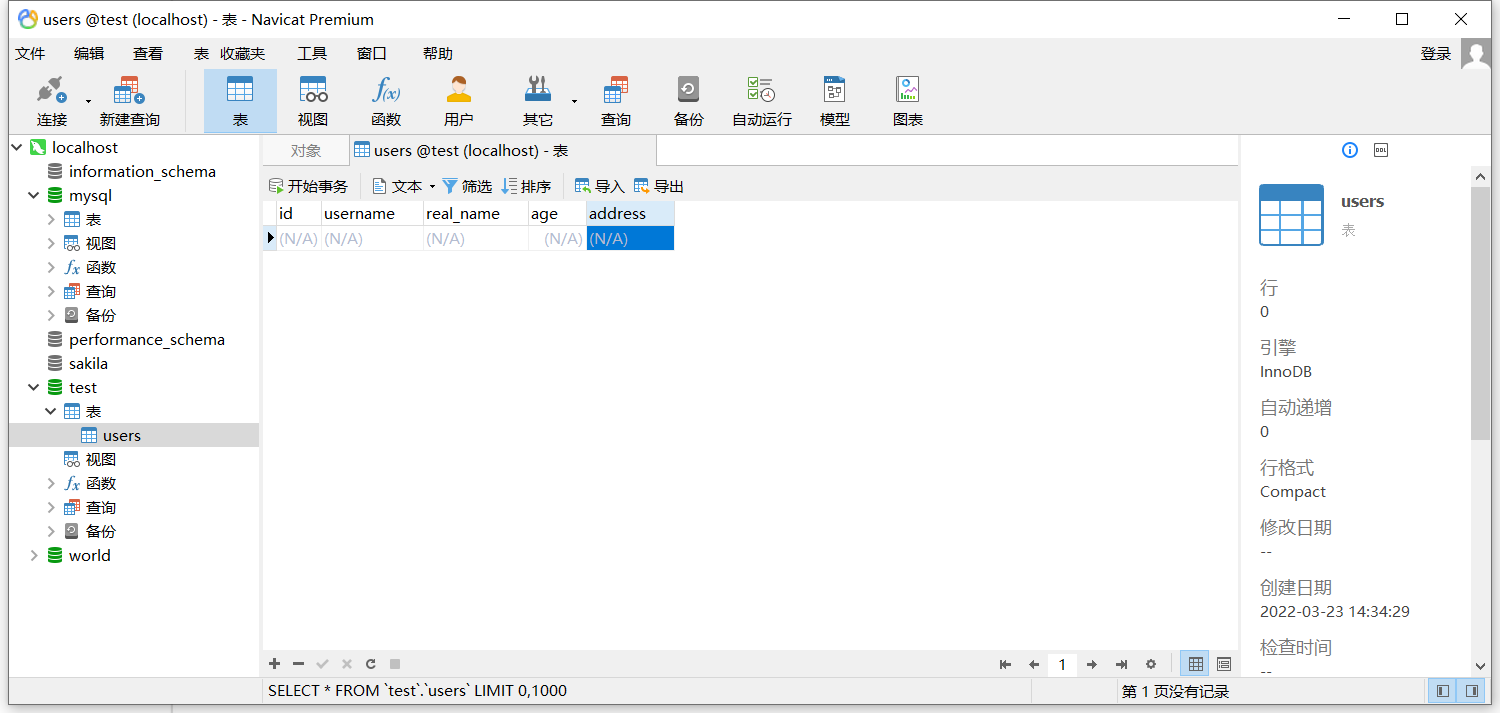 users @test (localhost) - 表 - Navicat Premium
文件 编辑 查看 表 收藏夹 工具 窗口 帮助 登录
连接 新建查询 表 视图 函数 用户 其它 查询 备份 自动运行 模型 图表
localhost
information_schema
mysql
表
视图
函数
查询
备份
performance_schema
sakila
test
表
users
视图
函数
查询
备份
world
对象 users @test (localhost) - 表
开始事务 文本 筛选 排序 导入 导出
id username real_name age address
(N/A) (N/A) (N/A) (N/A) (N/A)
1
SELECT * FROM `test`.`users` LIMIT 0,1000 第 1 页没有记录
DDL
users
表
行
0
引擎
InnoDB
自动递增
0
行格式
Compact
修改日期
--
创建日期
2022-03-23 14:34:29
检查时间
--